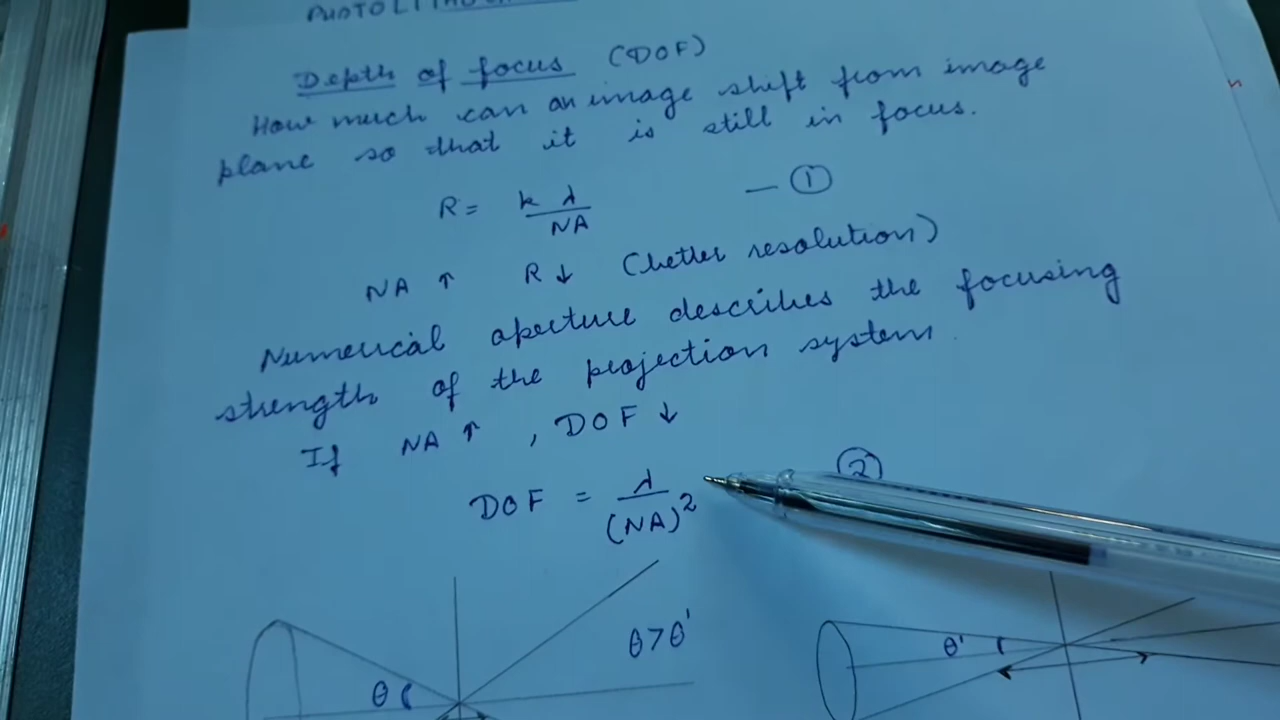 Depth of focus (DOF)
How much can an image shift from image
plane so that it is still in focus.
R = k λ / NA — ①
NA ↑ R ↓ (better resolution)
Numerical aperture describes the focusing
strength of the projection system.
If NA ↑ , DOF ↓
DOF = λ / (NA)² ②
θ > θ'
θ
θ'